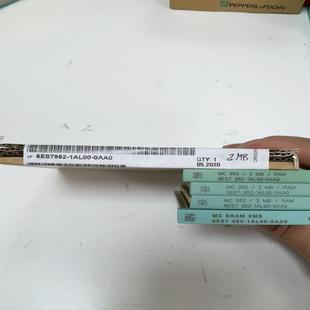 PEPPERL+FUCHS
1P 6ES7952-1AL00-0AA0
QTY: 1
05.2020
2MB
MC 952 / 2 MB / RAM
6ES7 952-1AL00-0AA0
MC 952 / 2 MB / RAM
6ES7 952-1AL00-0AA0
MC 952 / 2 MB / RAM
6ES7 952-1AL00-0AA0
MC SRAM 2MB
6ES7 952-1AL00-0AA0